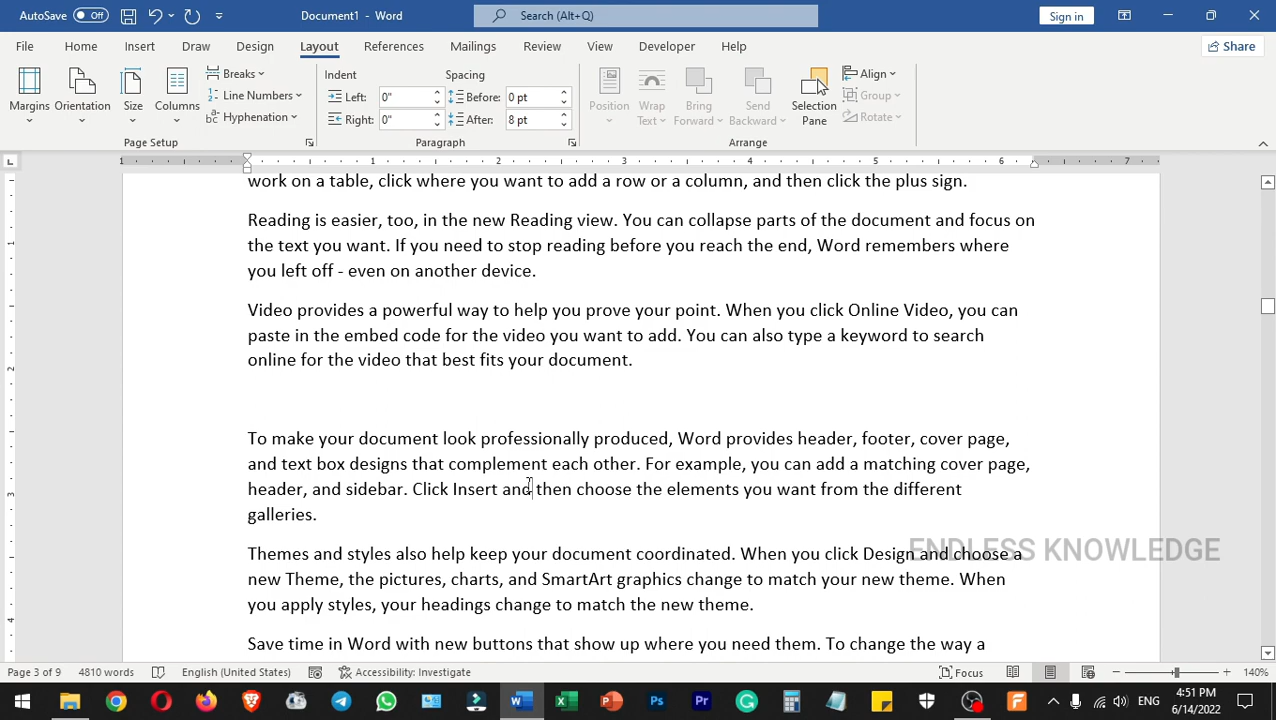 AutoSave Off Document1 - Word Search (Alt+Q) Sign in
File Home Insert Draw Design Layout References Mailings Review View Developer Help Share
Margins Orientation Size Columns Breaks Line Numbers Hyphenation
Page Setup
Indent Spacing
Left: 0" Before: 0 pt
Right: 0" After: 8 pt
Paragraph
Position Wrap Text Bring Forward Send Backward Selection Pane Align Group Rotate
Arrange
1 1 2 3 4 5 6 7
work on a table, click where you want to add a row or a column, and then click the plus sign.
Reading is easier, too, in the new Reading view. You can collapse parts of the document and focus on
the text you want. If you need to stop reading before you reach the end, Word remembers where
you left off - even on another device.
Video provides a powerful way to help you prove your point. When you click Online Video, you can
paste in the embed code for the video you want to add. You can also type a keyword to search
online for the video that best fits your document.
To make your document look professionally produced, Word provides header, footer, cover page,
and text box designs that complement each other. For example, you can add a matching cover page,
header, and sidebar. Click Insert and then choose the elements you want from the different
galleries.
ENDLESS KNOWLEDGE
Themes and styles also help keep your document coordinated. When you click Design and choose a
new Theme, the pictures, charts, and SmartArt graphics change to match your new theme. When
you apply styles, your headings change to match the new theme.
Save time in Word with new buttons that show up where you need them. To change the way a
1
2
3
4
Page 3 of 9 4810 words English (United States) Accessibility: Investigate Focus 140%
ENG 4:51 PM
6/14/2022